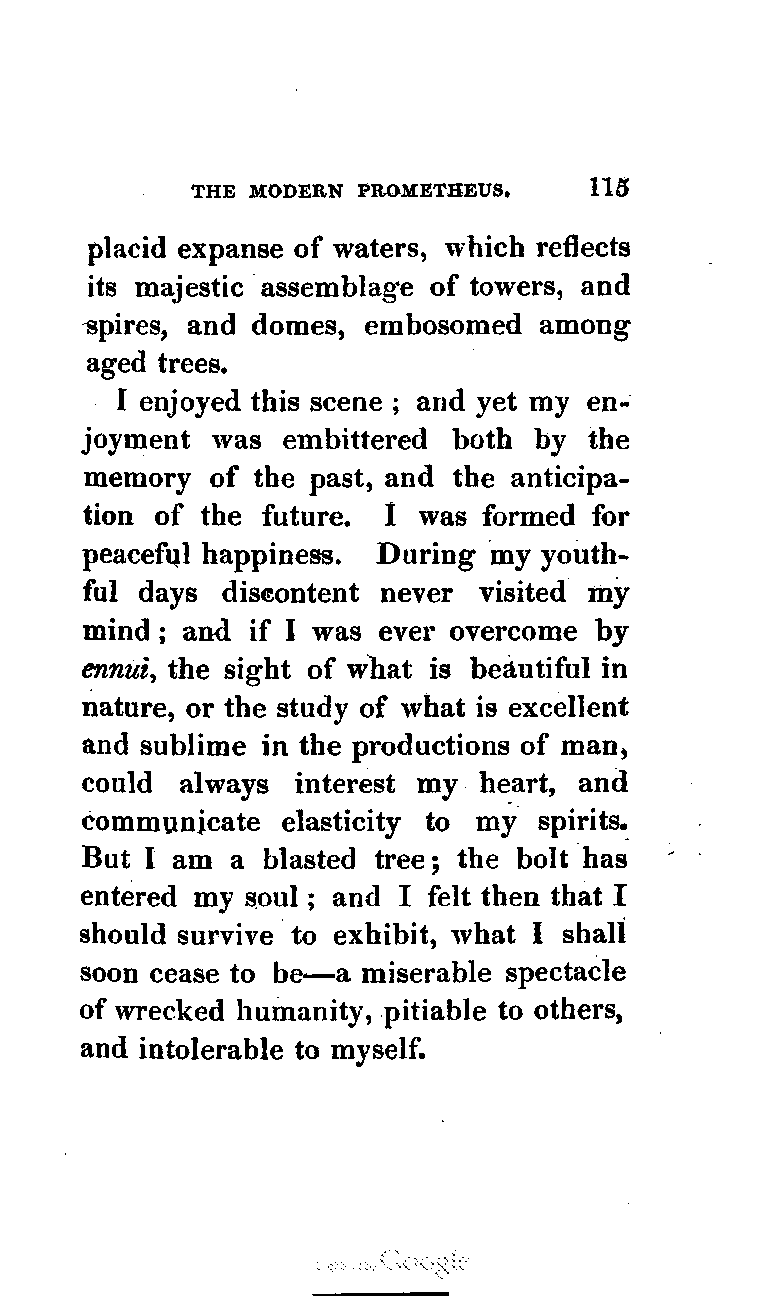 THE MODERN PROMETHEUS. 115
placid expanse of waters, which reflects
its majestic assemblage of towers, and
spires, and domes, embosomed among
aged trees.
I enjoyed this scene ; and yet my en-
joyment was embittered both by the
memory of the past, and the anticipa-
tion of the future. I was formed for
peaceful happiness. During my youth-
ful days discontent never visited my
mind ; and if I was ever overcome by
ennui, the sight of what is beautiful in
nature, or the study of what is excellent
and sublime in the productions of man,
could always interest my heart, and
communicate elasticity to my spirits.
But I am a blasted tree ; the bolt has
entered my soul ; and I felt then that I
should survive to exhibit, what I shall
soon cease to be—a miserable spectacle
of wrecked humanity, pitiable to others,
and intolerable to myself.
Google